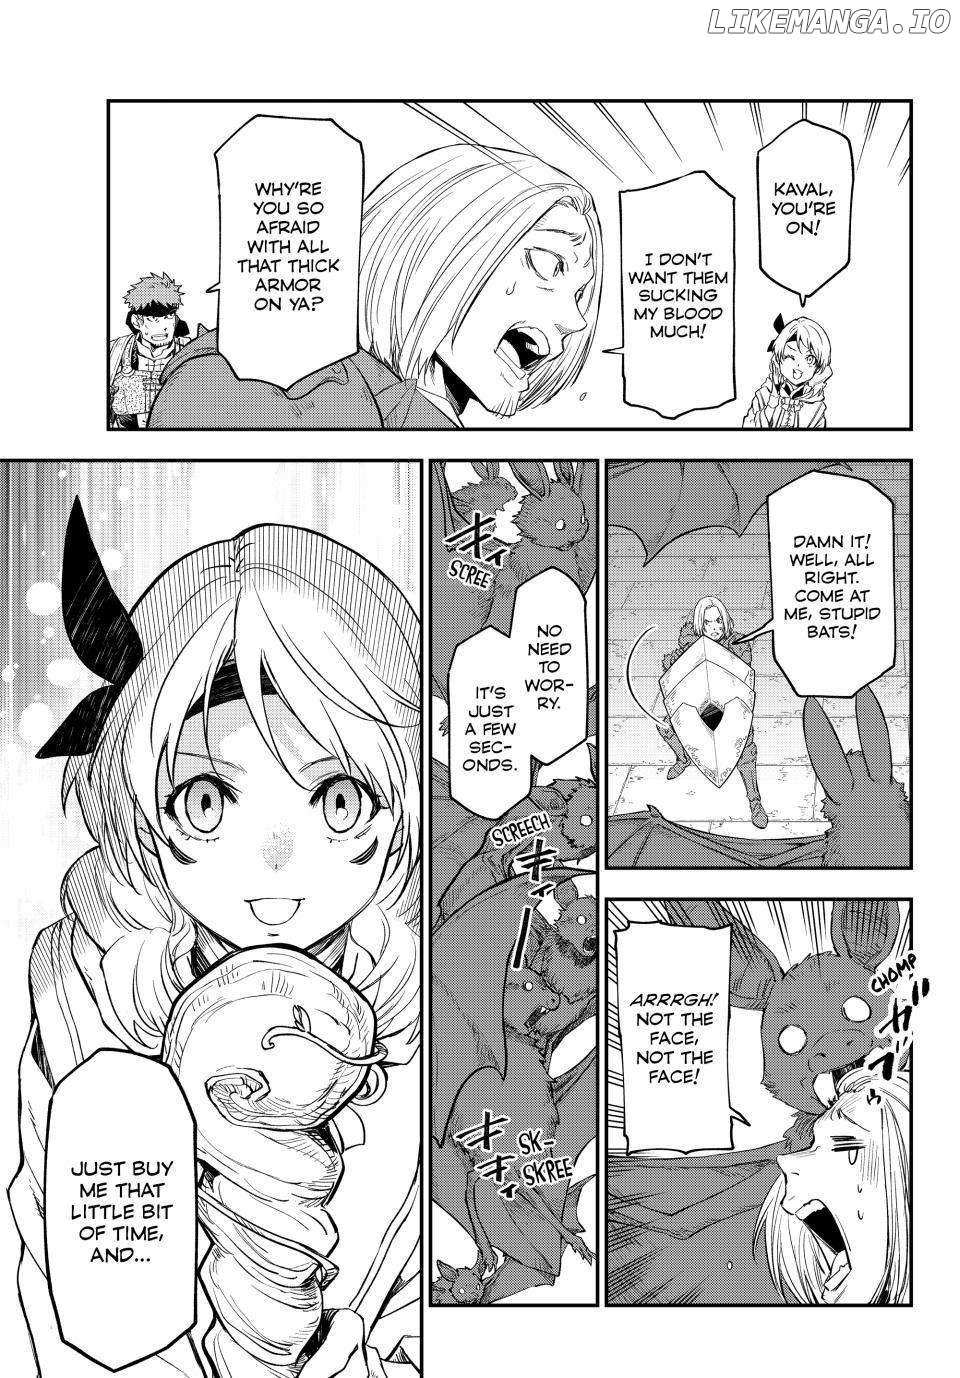 LIKEMANGA.IO
KAVAL,
YOU'RE
ON!
I DON'T
WANT THEM
SUCKING
MY BLOOD
MUCH!
WHY'RE
YOU SO
AFRAID
WITH ALL
THAT THICK
ARMOR
ON YA?
DAMN IT!
WELL, ALL
RIGHT.
COME AT
ME, STUPID
BATS!
CHOMP
ARRRGH!
NOT THE
FACE,
NOT THE
FACE!
SCREE
NO
NEED
TO
WOR-
RY.
IT'S
JUST
A FEW
SEC-
ONDS.
SCREECH
SK-
SKREE
JUST BUY
ME THAT
LITTLE BIT
OF TIME,
AND...